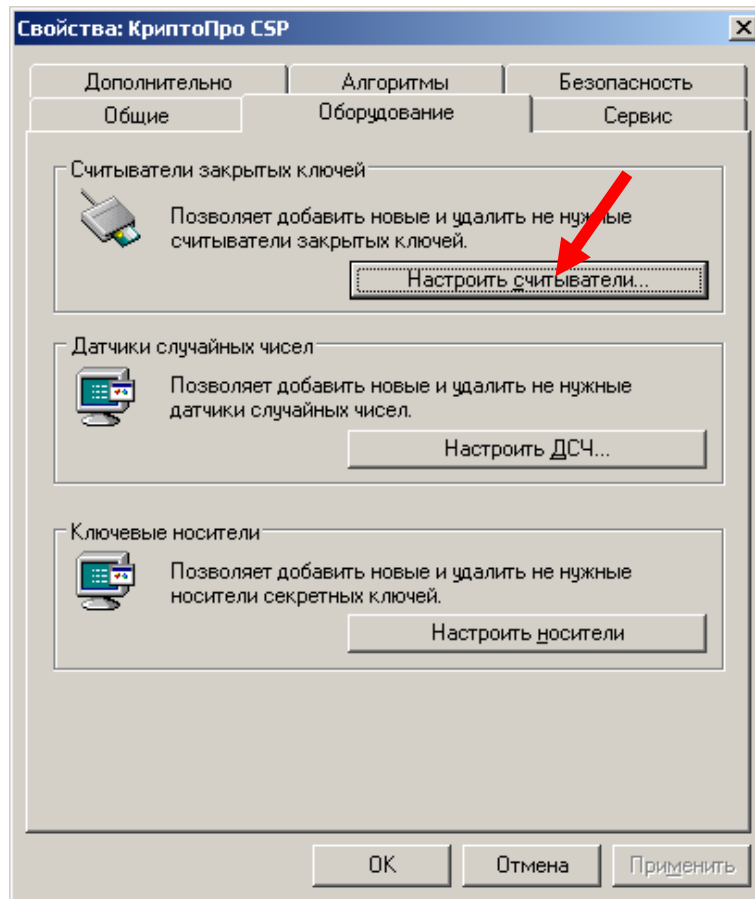 Свойства: КриптоПро CSP
Дополнительно
Алгоритмы
Безопасность
Общие
Оборудование
Сервис
Считыватели закрытых ключей
Позволяет добавить новые и удалить не нужные
считыватели закрытых ключей.
Настроить считыватели...
Датчики случайных чисел
Позволяет добавить новые и удалить не нужные
датчики случайных чисел.
Настроить ДСЧ...
Ключевые носители
Позволяет добавить новые и удалить не нужные
носители секретных ключей.
Настроить носители
ОК
Отмена
Применить